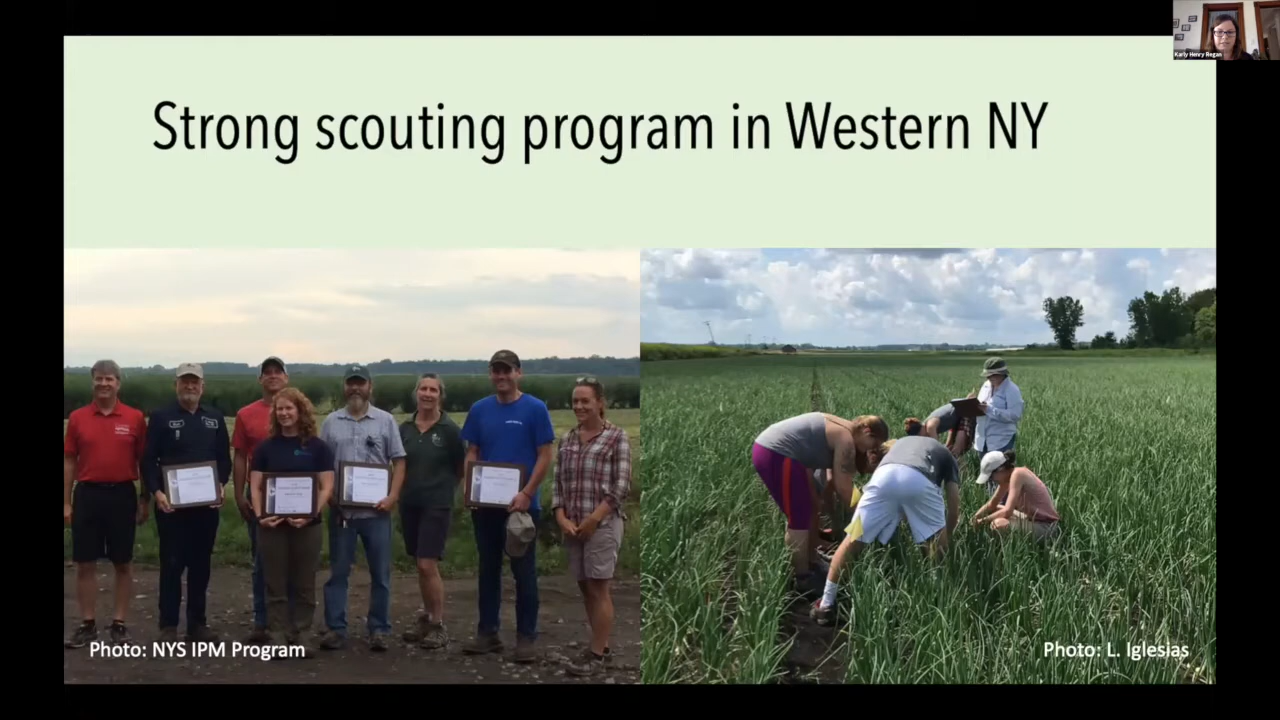 Karly Henry Regan
Strong scouting program in Western NY
Photo: NYS IPM Program
Photo: L. Iglesias